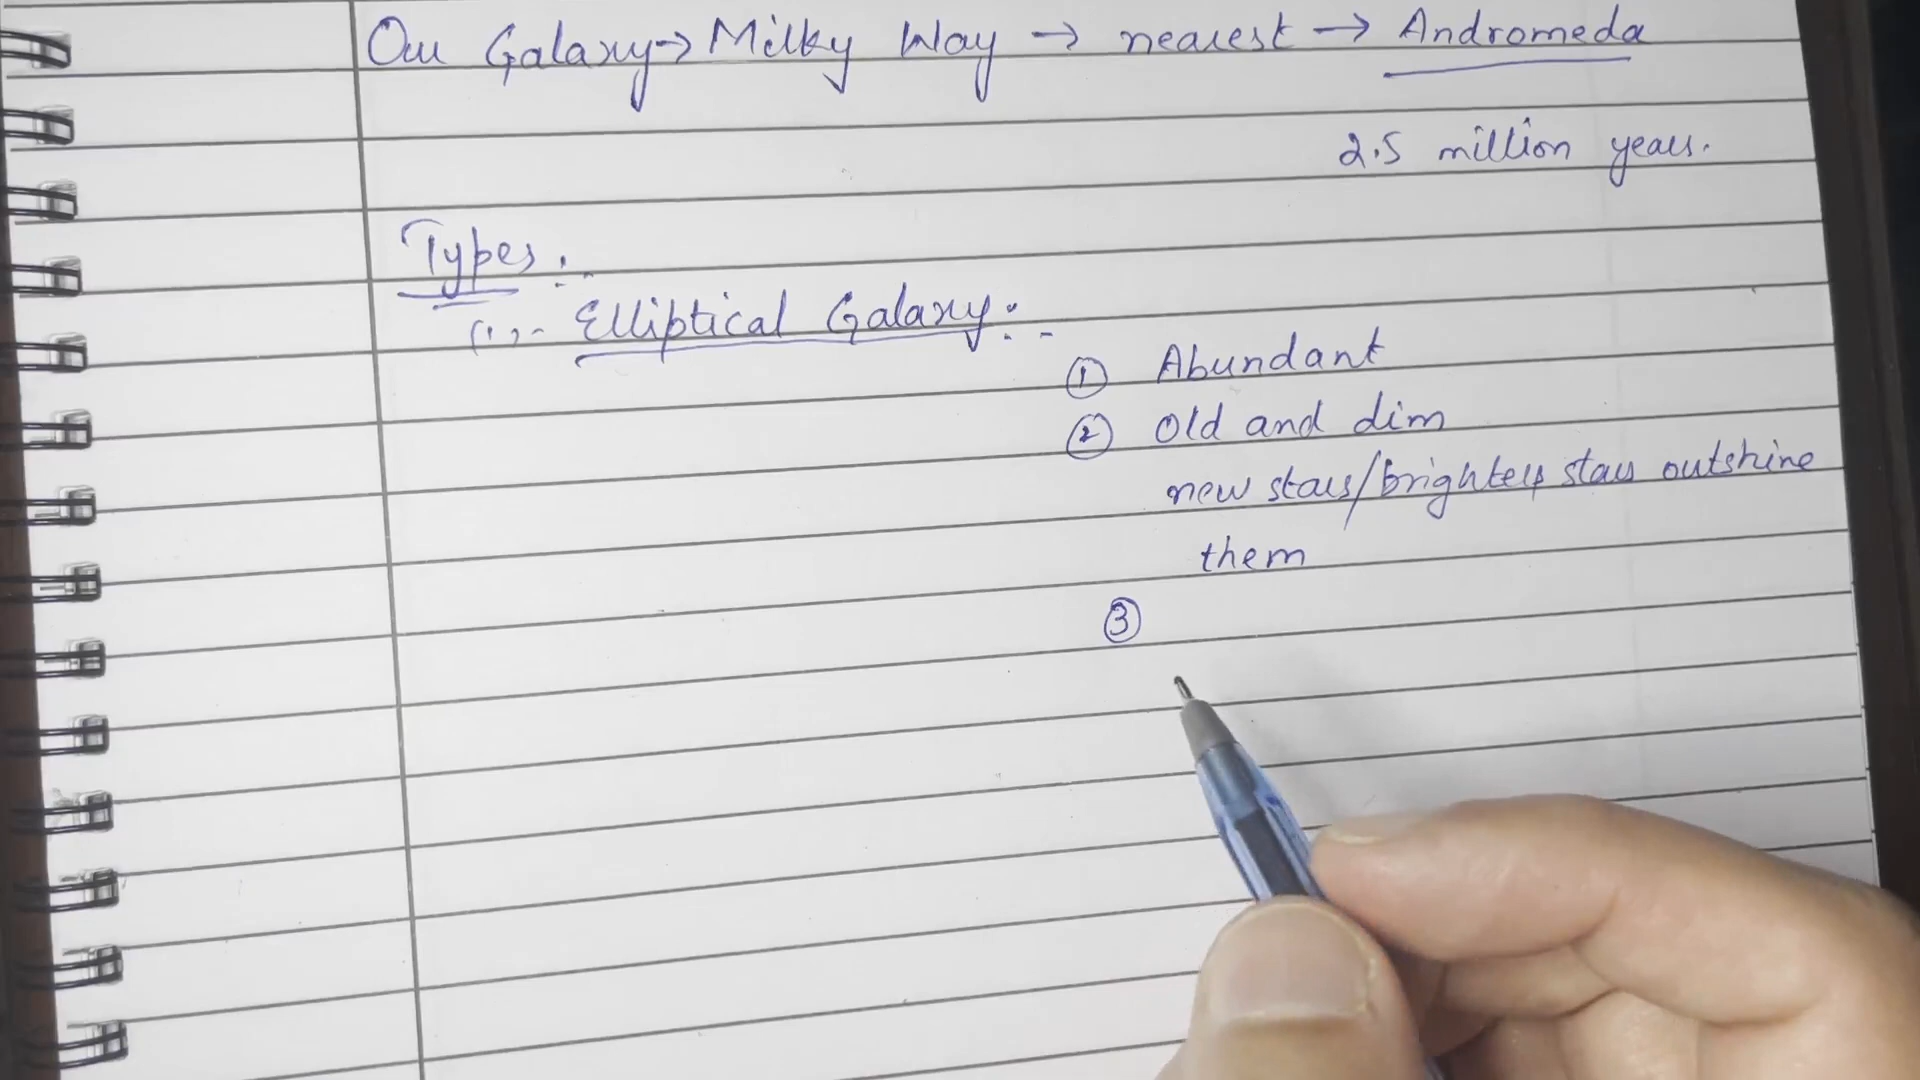 Our Galaxy → Milky Way → nearest → Andromeda
2.5 million years.
Types :-
(1) - Elliptical Galaxy :-
① Abundant
② Old and dim
new stars/brighter stars outshine
them
③